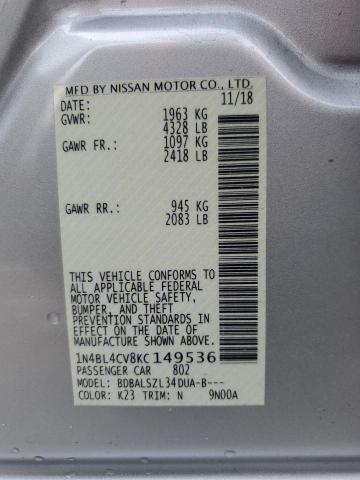 MFD BY NISSAN MOTOR CO., LTD.
DATE: 11/18
GVWR: 1963 KG
4328 LB
GAWR FR.: 1097 KG
2418 LB
GAWR RR.: 945 KG
2083 LB
THIS VEHICLE CONFORMS TO
ALL APPLICABLE FEDERAL
MOTOR VEHICLE SAFETY,
BUMPER, AND THEFT
PREVENTION STANDARDS IN
EFFECT ON THE DATE OF
MANUFACTURE SHOWN ABOVE.
1N4BL4CV8KC149536
PASSENGER CAR 802
MODEL: BDBALSZL34DUA-B---
COLOR: K23 TRIM: N 9N00A